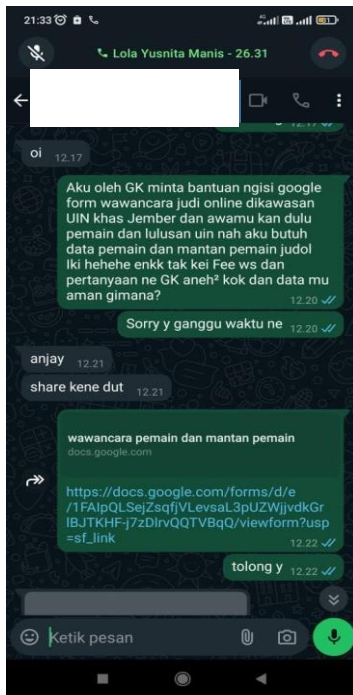 21:33
4G
Lola Yusnita Manis - 26.31
oi 12.17
Aku oleh GK minta bantuan ngisi google
form wawancara judi online dikawasan
UIN khas Jember dan awamu kan dulu
pemain dan lulusan uin nah aku butuh
data pemain dan mantan pemain judol
Iki hehehe enkk tak kei Fee ws dan
pertanyaan ne GK aneh² kok dan data mu
aman gimana?
12.20
Sorry y ganggu waktu ne 12.20
anjay 12.21
share kene dut 12.21
wawancara pemain dan mantan pemain
docs.google.com
https://docs.google.com/forms/d/e
/1FAIpQLSejZsqfjVLevsaL3pUZWjjvdkGr
lBJTKHF-j7zDlrvQQTVBqQ/viewform?usp
=sf_link
12.22
tolong y 12.22
Ketik pesan